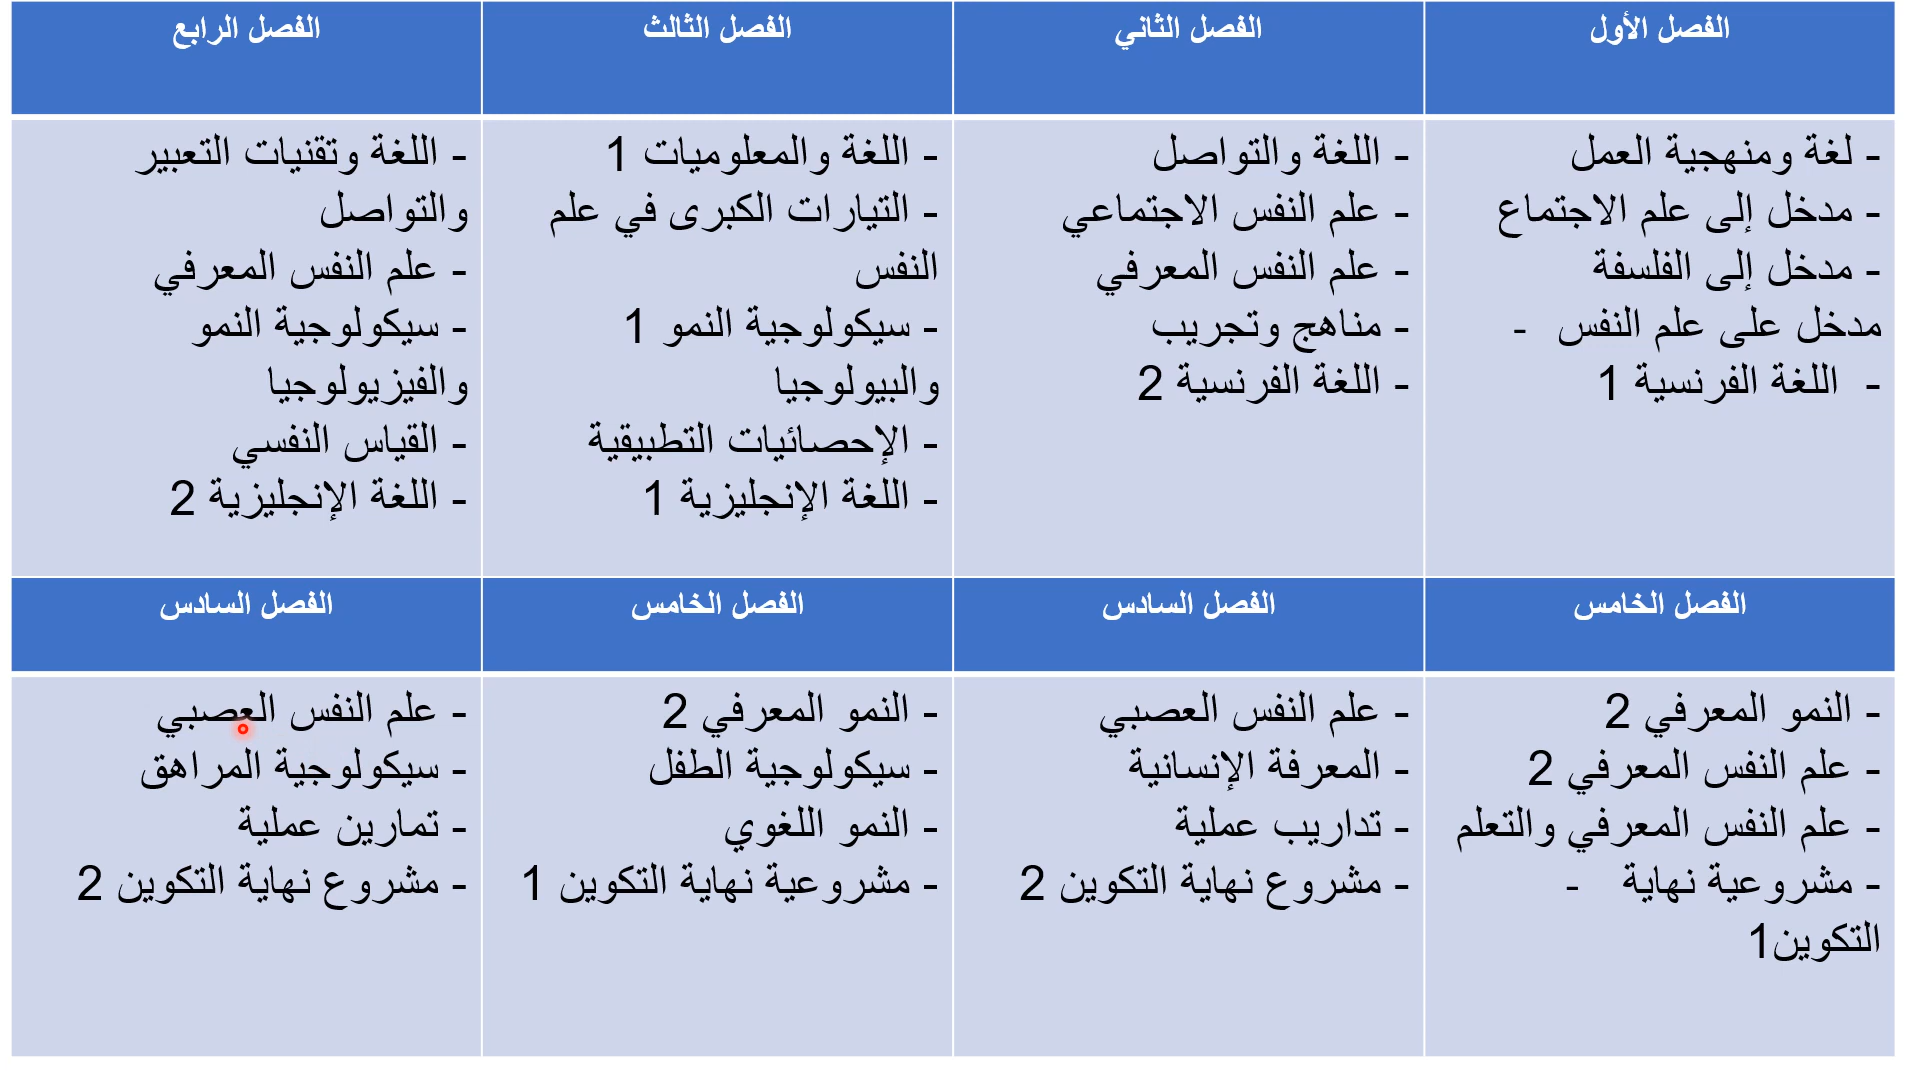 الفصل الأول
الفصل الثاني
الفصل الثالث
الفصل الرابع
- لغة ومنهجية العمل
- مدخل إلى علم الاجتماع
- مدخل إلى الفلسفة
مدخل على علم النفس -
- اللغة الفرنسية 1
- اللغة والتواصل
- علم النفس الاجتماعي
- علم النفس المعرفي
- مناهج وتجريب
- اللغة الفرنسية 2
- اللغة والمعلوميات 1
- التيارات الكبرى في علم
النفس
- سيكولوجية النمو 1
والبيولوجيا
- الإحصائيات التطبيقية
- اللغة الإنجليزية 1
- اللغة وتقنيات التعبير
والتواصل
- علم النفس المعرفي
- سيكولوجية النمو
والفيزيولوجيا
- القياس النفسي
- اللغة الإنجليزية 2
الفصل الخامس
الفصل السادس
الفصل الخامس
الفصل السادس
- النمو المعرفي 2
- علم النفس المعرفي 2
- علم النفس المعرفي والتعلم
- مشروعية نهاية -
التكوين1
- علم النفس العصبي
- المعرفة الإنسانية
- تداريب عملية
- مشروع نهاية التكوين 2
- النمو المعرفي 2
- سيكولوجية الطفل
- النمو اللغوي
- مشروعية نهاية التكوين 1
- علم النفس العصبي
- سيكولوجية المراهق
- تمارين عملية
- مشروع نهاية التكوين 2